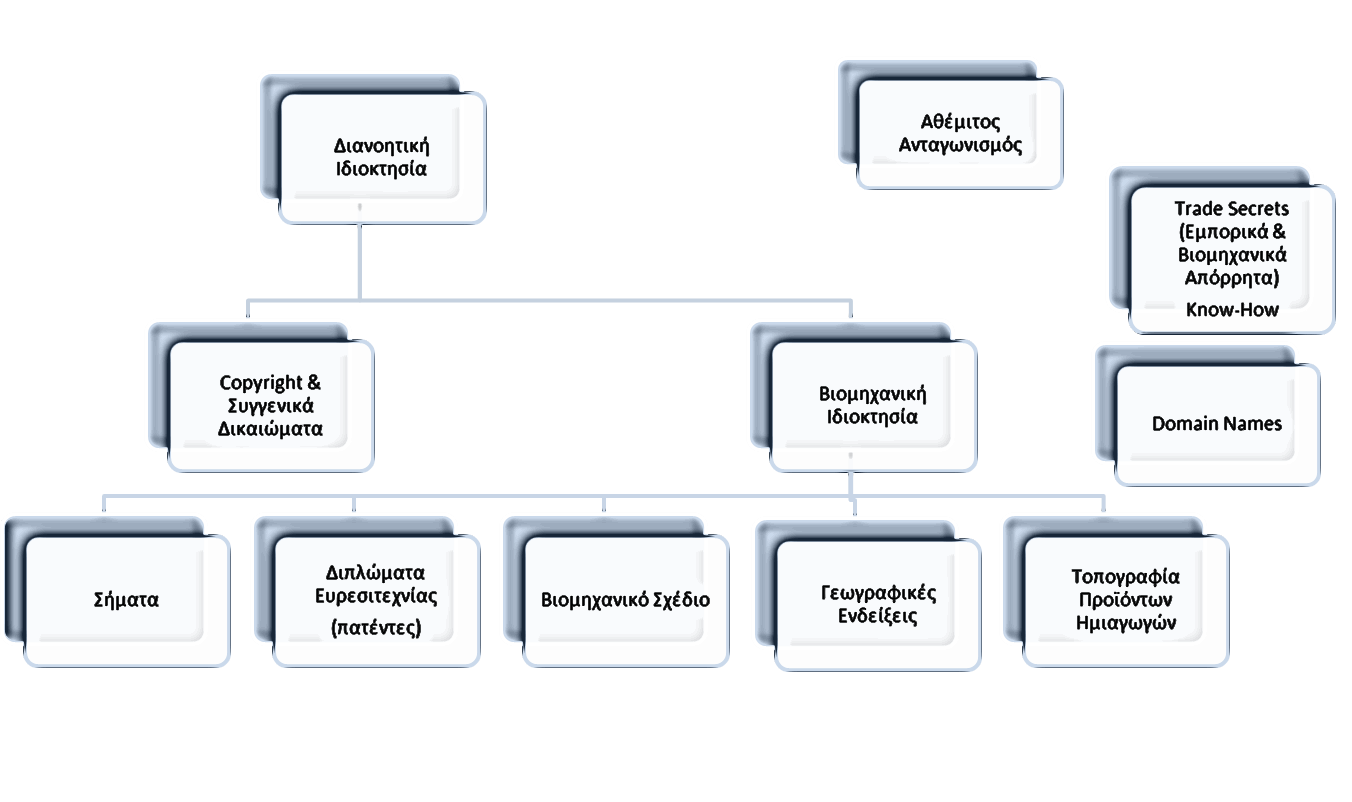 Διανοητική
Ιδιοκτησία
Αθέμιτος
Ανταγωνισμός
Trade Secrets
(Εμπορικά &
Βιομηχανικά
Απόρρητα)
Know-How
Copyright &
Συγγενικά
Δικαιώματα
Βιομηχανική
Ιδιοκτησία
Domain Names
Σήματα
Διπλώματα
Ευρεσιτεχνίας
(πατέντες)
Βιομηχανικό Σχέδιο
Γεωγραφικές
Ενδείξεις
Τοπογραφία
Προϊόντων
Ημιαγωγών